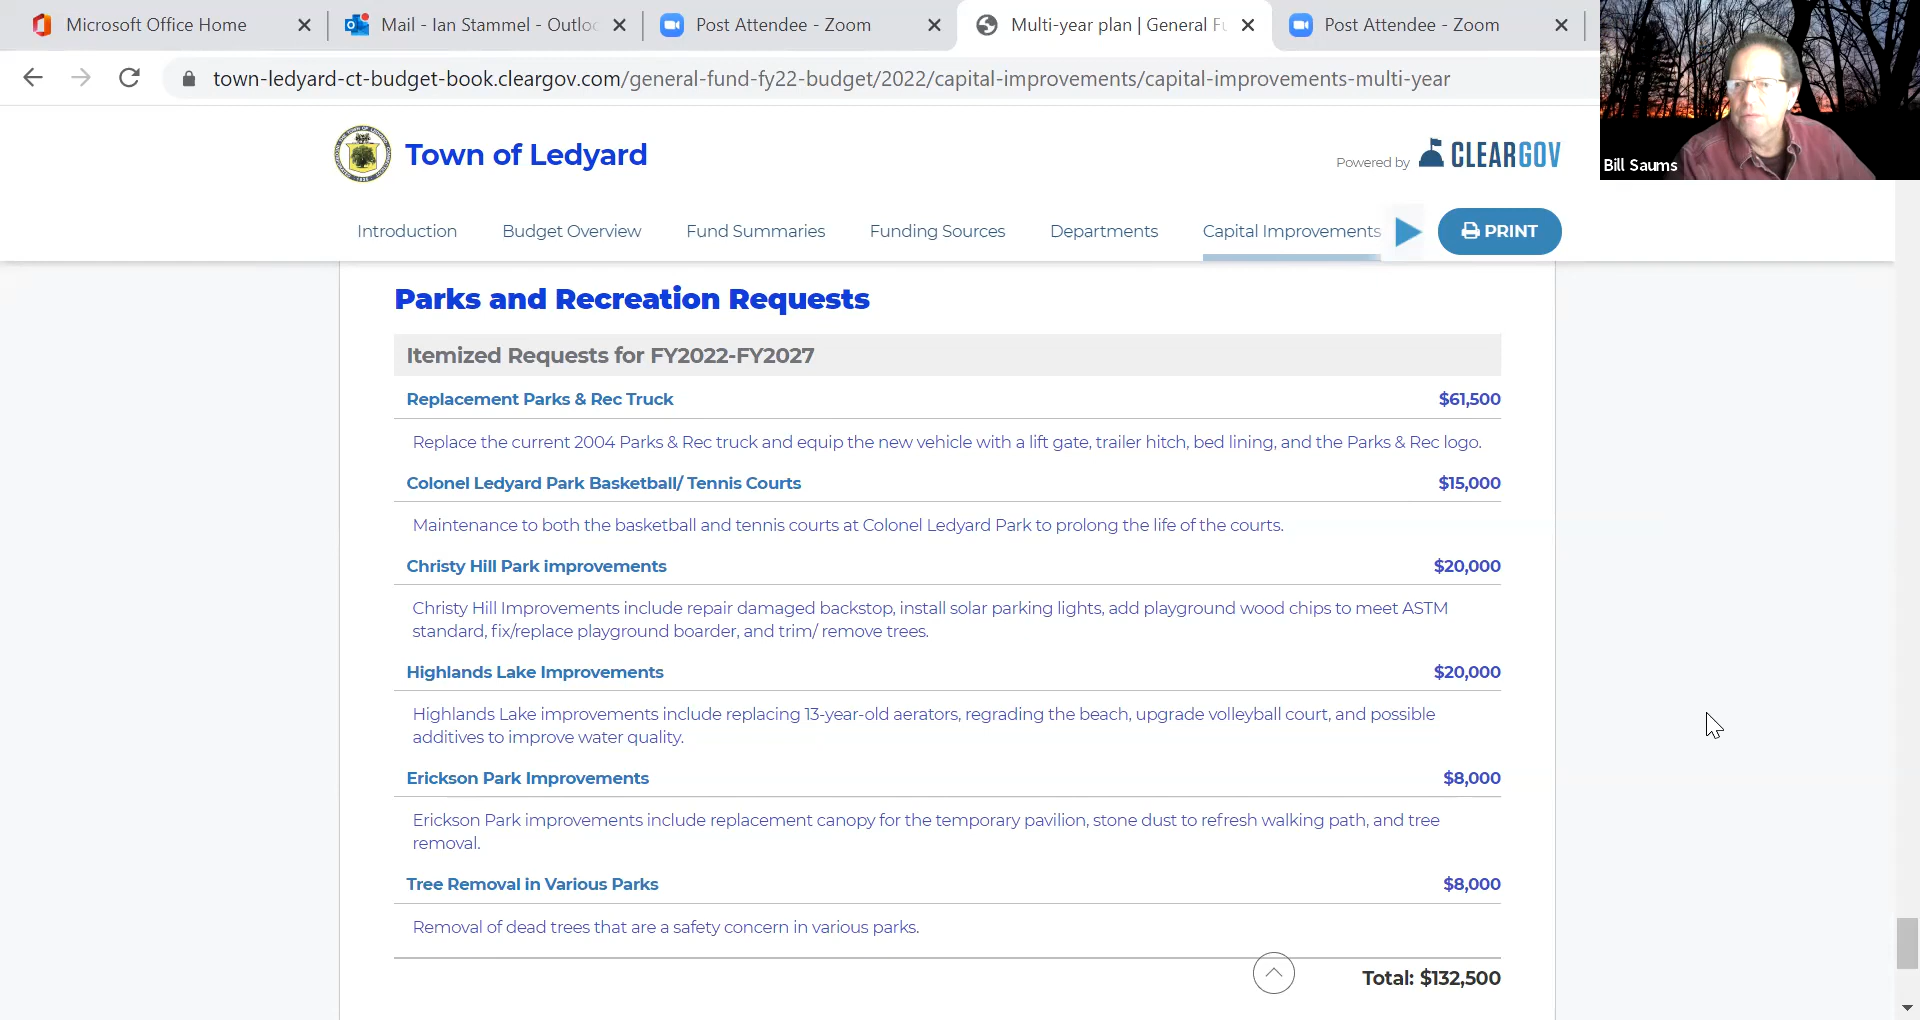 Microsoft Office Home
Mail - Ian Stammel - Outloo
Post Attendee - Zoom
Multi-year plan | General Fu
Post Attendee - Zoom
town-ledyard-ct-budget-book.cleargov.com/general-fund-fy22-budget/2022/capital-improvements/capital-improvements-multi-year
Bill Saums
Town of Ledyard
Powered by CLEARGOV
Introduction
Budget Overview
Fund Summaries
Funding Sources
Departments
Capital Improvements
PRINT
Parks and Recreation Requests
Itemized Requests for FY2022-FY2027
Replacement Parks & Rec Truck $61,500
Replace the current 2004 Parks & Rec truck and equip the new vehicle with a lift gate, trailer hitch, bed lining, and the Parks & Rec logo.
Colonel Ledyard Park Basketball/ Tennis Courts $15,000
Maintenance to both the basketball and tennis courts at Colonel Ledyard Park to prolong the life of the courts.
Christy Hill Park improvements $20,000
Christy Hill Improvements include repair damaged backstop, install solar parking lights, add playground wood chips to meet ASTM
standard, fix/replace playground boarder, and trim/ remove trees.
Highlands Lake Improvements $20,000
Highlands Lake improvements include replacing 13-year-old aerators, regrading the beach, upgrade volleyball court, and possible
additives to improve water quality.
Erickson Park Improvements $8,000
Erickson Park improvements include replacement canopy for the temporary pavilion, stone dust to refresh walking path, and tree
removal.
Tree Removal in Various Parks $8,000
Removal of dead trees that are a safety concern in various parks.
Total: $132,500